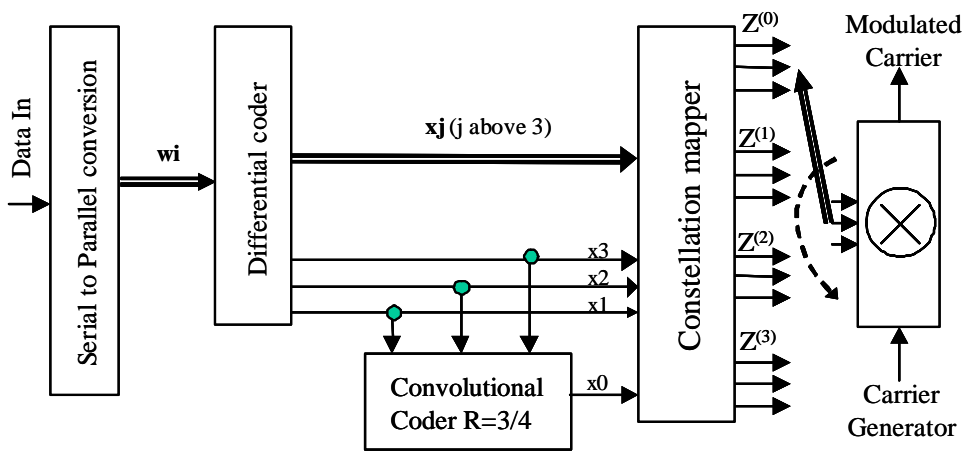 Data In
Serial to Parallel conversion
wi
Differential coder
xj (j above 3)
x3
x2
x1
Convolutional
Coder R=3/4
x0
Constellation mapper
Z(0)
Z(1)
Z(2)
Z(3)
Modulated
Carrier
Carrier
Generator